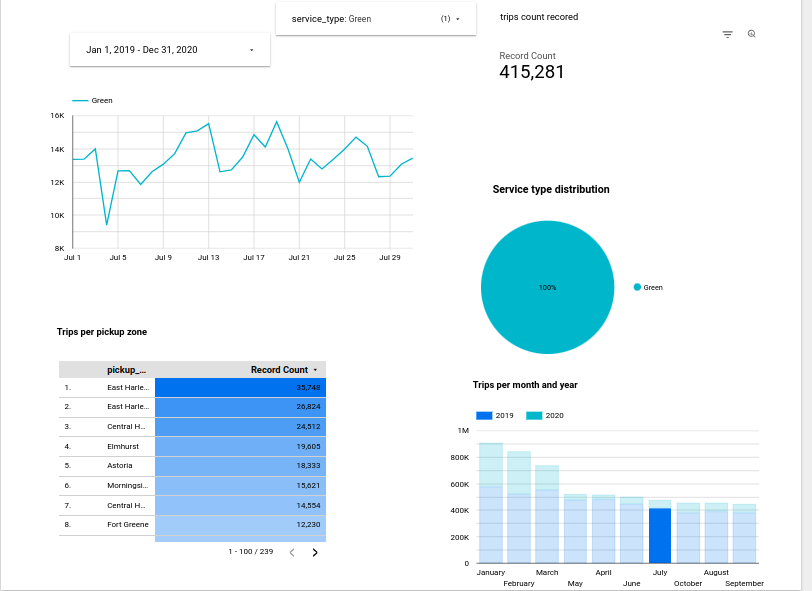 service_type: Green (1)
trips count recored
Jan 1, 2019 - Dec 31, 2020
Record Count
415,281
Green
16K
14K
12K
10K
8K
Jul 1 Jul 5 Jul 9 Jul 13 Jul 17 Jul 21 Jul 25 Jul 29
Service type distribution
100%
Green
Trips per pickup zone
pickup_... Record Count
1. East Harle... 35,748
2. East Harle... 26,824
3. Central H... 24,512
4. Elmhurst 19,605
5. Astoria 18,333
6. Morningsi... 15,621
7. Central H... 14,554
8. Fort Greene 12,230
1 - 100 / 239
Trips per month and year
2019 2020
1M
800K
600K
400K
200K
0
January March April July August
February May June October September